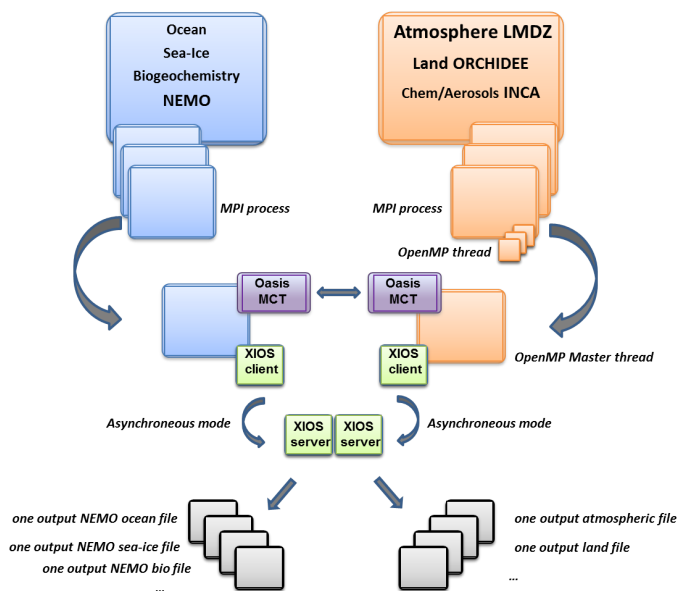 Ocean
Sea-Ice
Biogeochemistry
NEMO
Atmosphere LMDZ
Land ORCHIDEE
Chem/Aerosols INCA
MPI process
MPI process
OpenMP thread
Oasis
MCT
Oasis
MCT
XIOS
client
XIOS
client
OpenMP Master thread
Asynchroneous mode
XIOS
server
XIOS
server
Asynchroneous mode
one output NEMO ocean file
one output NEMO sea-ice file
one output NEMO bio file
...
one output atmospheric file
one output land file
...